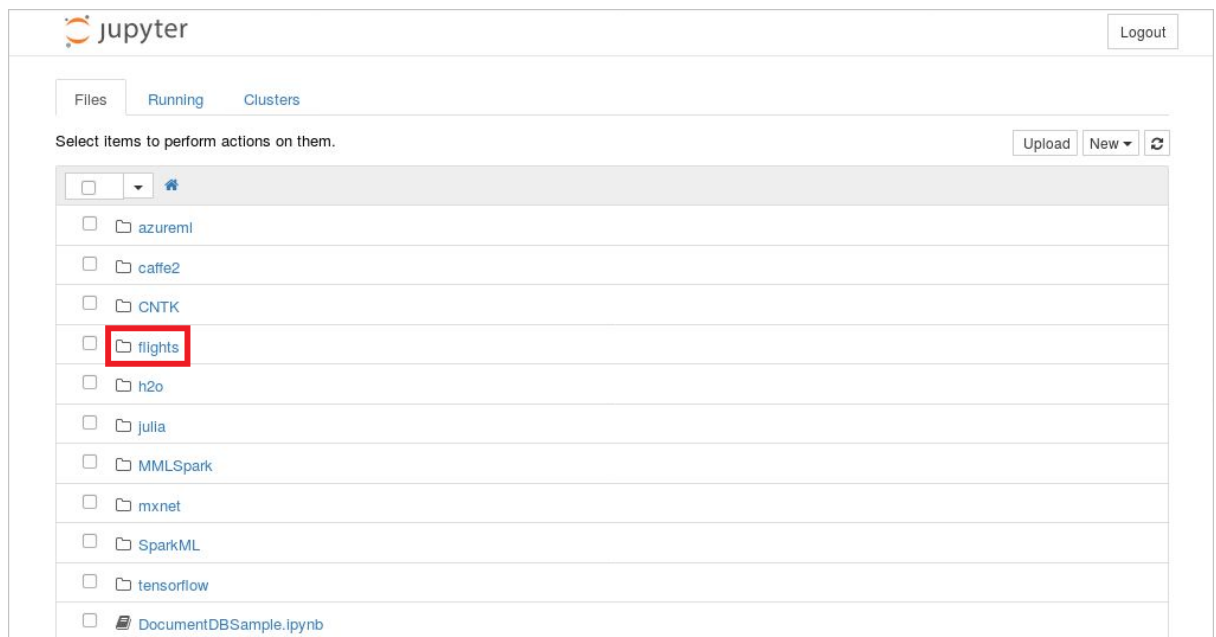 jupyter
Logout
Files Running Clusters
Select items to perform actions on them.
Upload New
azureml
caffe2
CNTK
flights
h2o
julia
MMLSpark
mxnet
SparkML
tensorflow
DocumentDBSample.ipynb